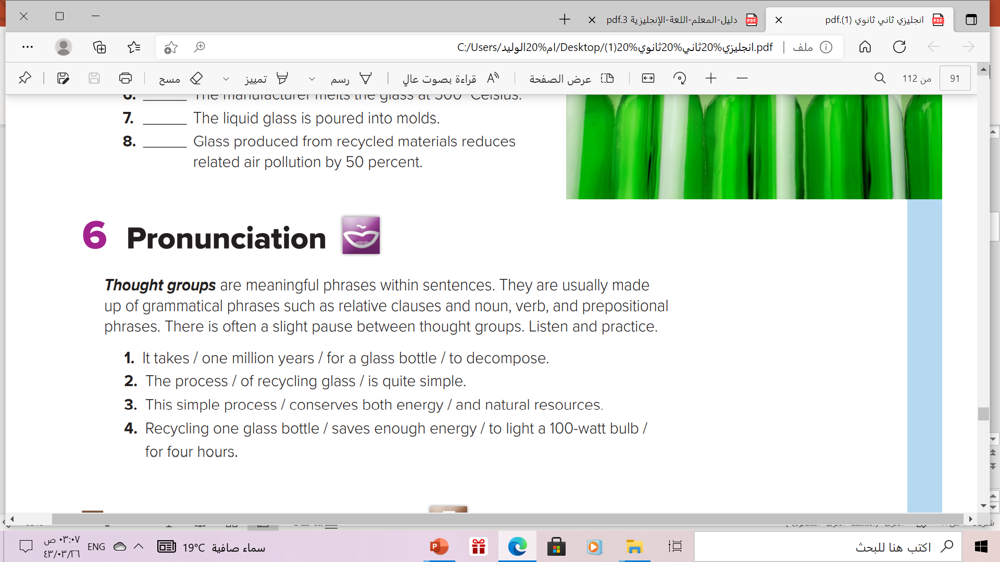 انجليزي ثاني ثانوي (1).pdf
دليل-المعلم-اللغة-الإنجليزية 3.pdf
ملف
C:/Users/ام%20الوليد/Desktop/انجليزي%20ثاني%20ثانوي%20(1).pdf
91
من 112
عرض الصفحة
قراءة بصوت عالٍ
رسم
تمييز
مسح
6. ______ The manufacturer melts the glass at 500° Celsius.
7. ______ The liquid glass is poured into molds.
8. ______ Glass produced from recycled materials reduces
related air pollution by 50 percent.
6 Pronunciation
Thought groups are meaningful phrases within sentences. They are usually made
up of grammatical phrases such as relative clauses and noun, verb, and prepositional
phrases. There is often a slight pause between thought groups. Listen and practice.
1. It takes / one million years / for a glass bottle / to decompose.
2. The process / of recycling glass / is quite simple.
3. This simple process / conserves both energy / and natural resources.
4. Recycling one glass bottle / saves enough energy / to light a 100-watt bulb /
for four hours.
اكتب هنا للبحث
سماء صافية 19°C
ENG
٠٣:٠٧ ص
٤٣/٠٣/٢٦